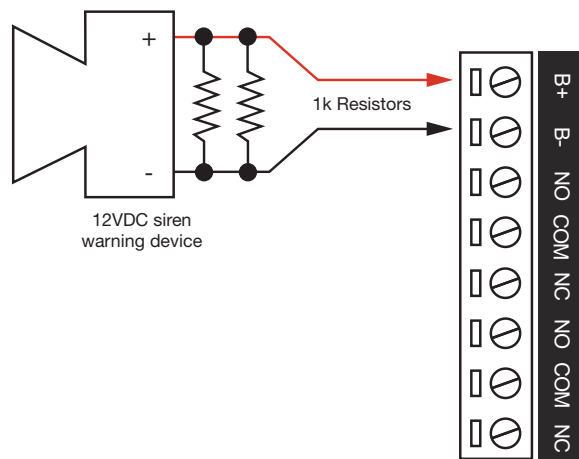 +
-
12VDC siren
warning device
1k Resistors
B+
B-
NO
COM
NC
NO
COM
NC